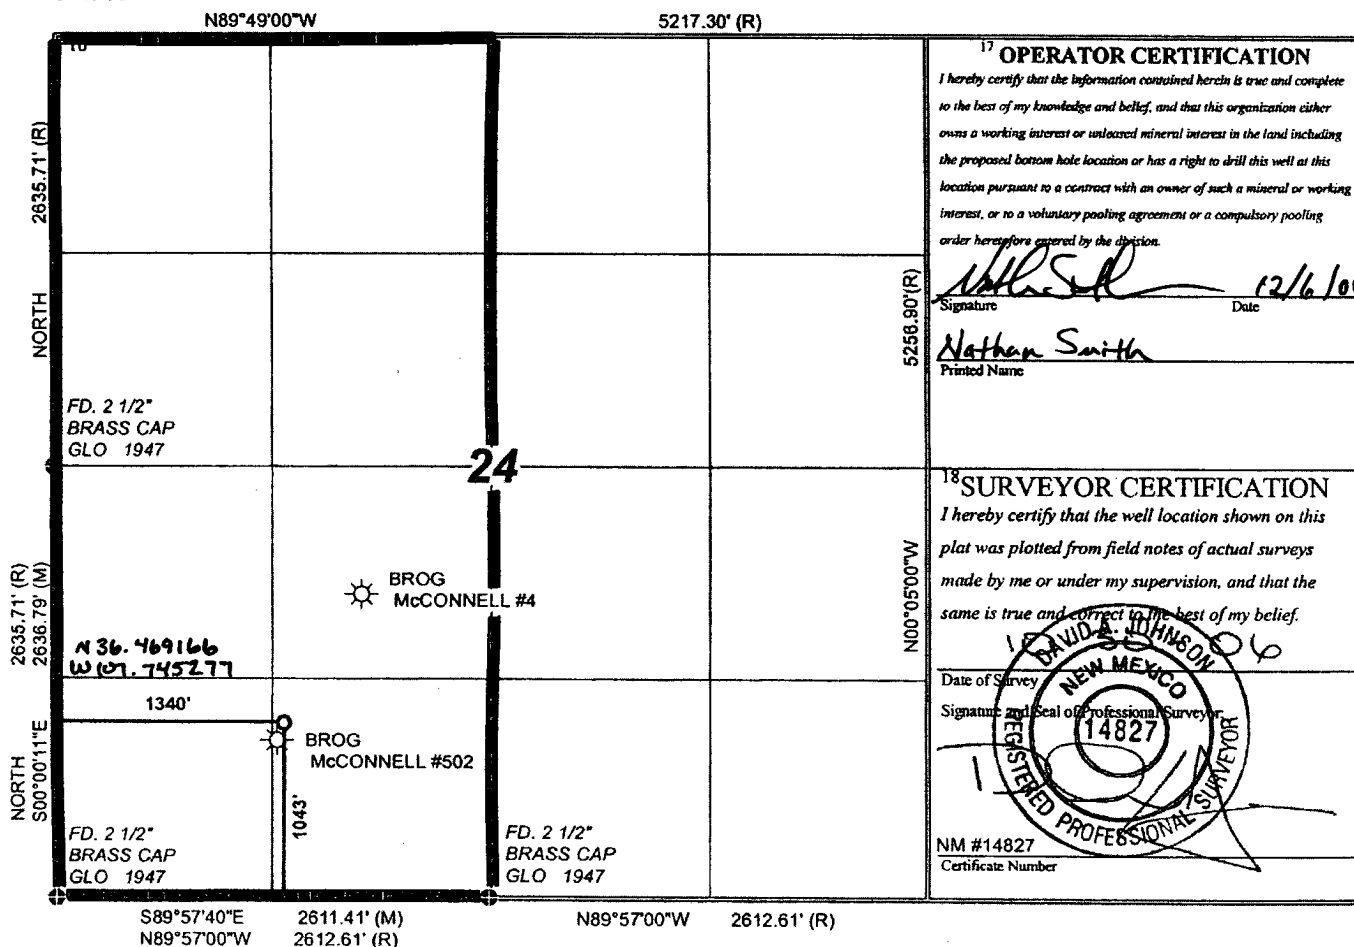 N89°49'00"W
5217.30' (R)
2635.71' (R)
NORTH
FD. 2 1/2"
BRASS CAP
GLO 1947
24
5256.90'(R)
N00°05'00"W
BROG
McCONNELL #4
2635.71' (R)
2636.79' (M)
N 36.469166
W 107.745277
1340'
BROG
McCONNELL #502
1043'
NORTH
S00°00'11"E
FD. 2 1/2"
BRASS CAP
GLO 1947
FD. 2 1/2"
BRASS CAP
GLO 1947
S89°57'40"E 2611.41' (M)
N89°57'00"W 2612.61' (R)
N89°57'00"W 2612.61' (R)
17 OPERATOR CERTIFICATION
I hereby certify that the information contained herein is true and complete
to the best of my knowledge and belief, and that this organization either
owns a working interest or unleased mineral interest in the land including
the proposed bottom hole location or has a right to drill this well at this
location pursuant to a contract with an owner of such a mineral or working
interest, or to a voluntary pooling agreement or a compulsory pooling
order heretofore entered by the division.
12/6/0
Signature Date
Nathan Smith
Printed Name
18 SURVEYOR CERTIFICATION
I hereby certify that the well location shown on this
plat was plotted from field notes of actual surveys
made by me or under my supervision, and that the
same is true and correct to the best of my belief.
Date of Survey
Signature and Seal of Professional Surveyor:
DAVID A. JOHNSON
NEW MEXICO
14827
REGISTERED PROFESSIONAL SURVEYOR
NM #14827
Certificate Number